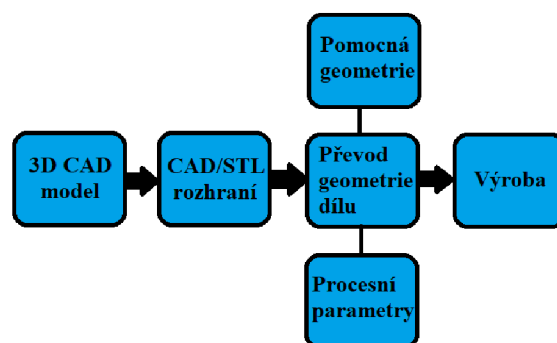 Pomocná
geometrie
3D CAD
model
CAD/STL
rozhraní
Převod
geometrie
dílu
Výroba
Procesní
parametry